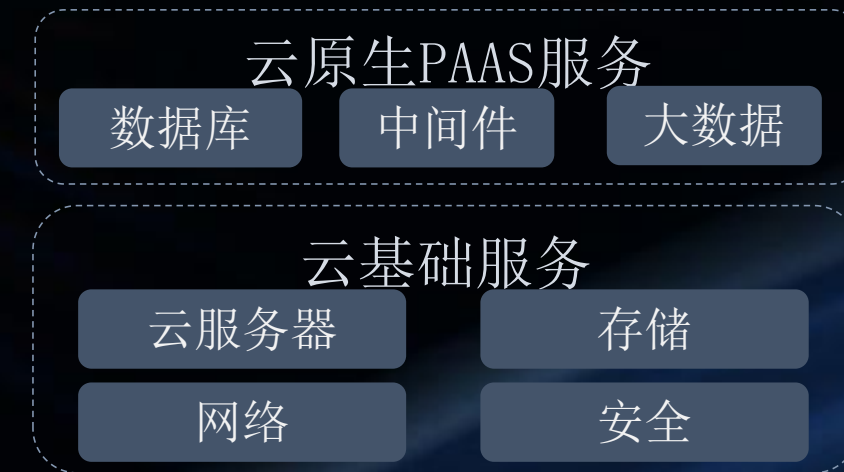 云原生PAAS服务
数据库 中间件 大数据
云基础服务
云服务器 存储
网络 安全